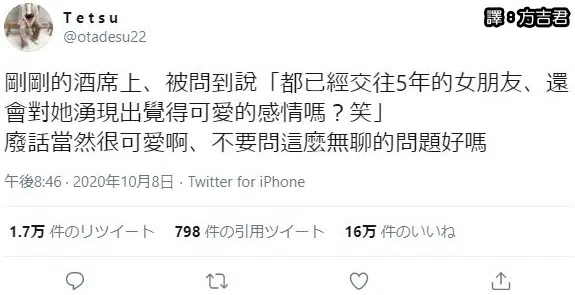 Tetsu
譯:方吉君
@otadesu22
剛剛的酒席上、被問到說「都已經交往5年的女朋友、還
會對她湧現出覺得可愛的感情嗎？笑」
廢話當然很可愛啊、不要問這麼無聊的問題好嗎
午後8:46 · 2020年10月8日 · Twitter for iPhone
1.7万 件のリツイート 798 件の引用ツイート 16万 件のいいね